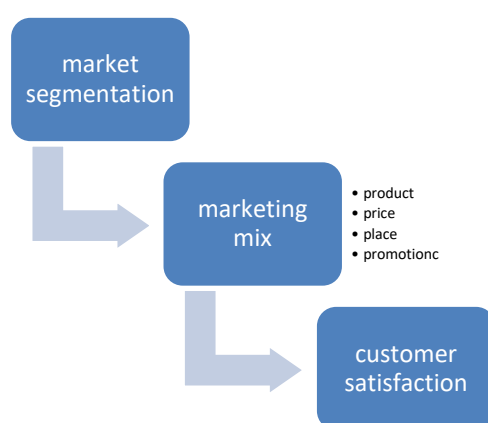 market
segmentation
marketing
mix
• product
• price
• place
• promotionc
customer
satisfaction